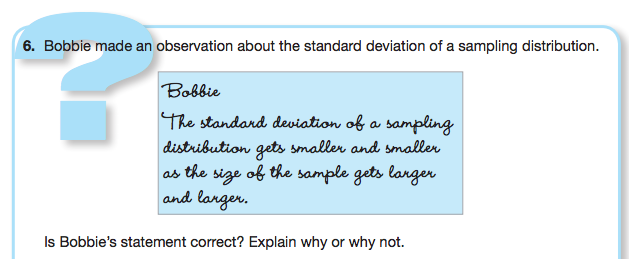 6. Bobbie made an observation about the standard deviation of a sampling distribution.
Bobbie
The standard deviation of a sampling
distribution gets smaller and smaller
as the size of the sample gets larger
and larger.
Is Bobbie's statement correct? Explain why or why not.